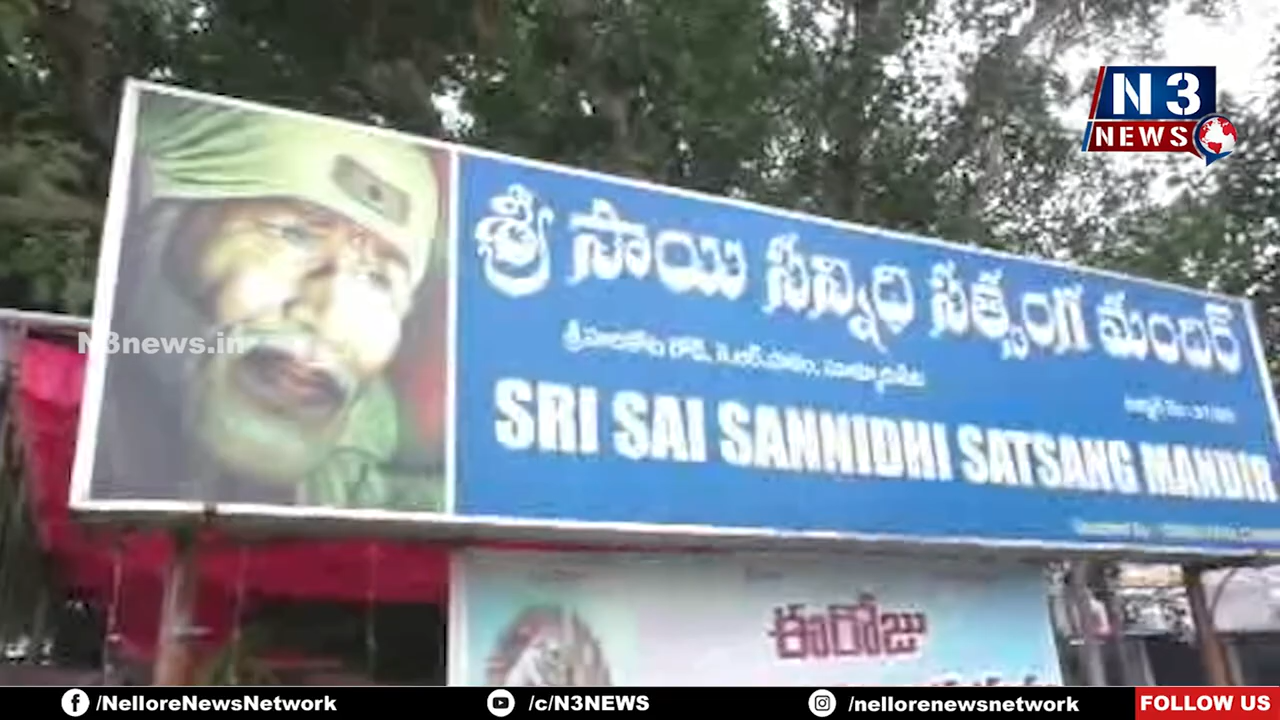 N3
NEWS
శ్రీ సాయి సన్నిధి సత్సంగ మందిర్
SRI SAI SANNIDHI SATSANG MANDIR
N3news.in
ఈరోజు
/NelloreNewsNetwork
/c/N3NEWS
/nellorenewsnetwork
FOLLOW US